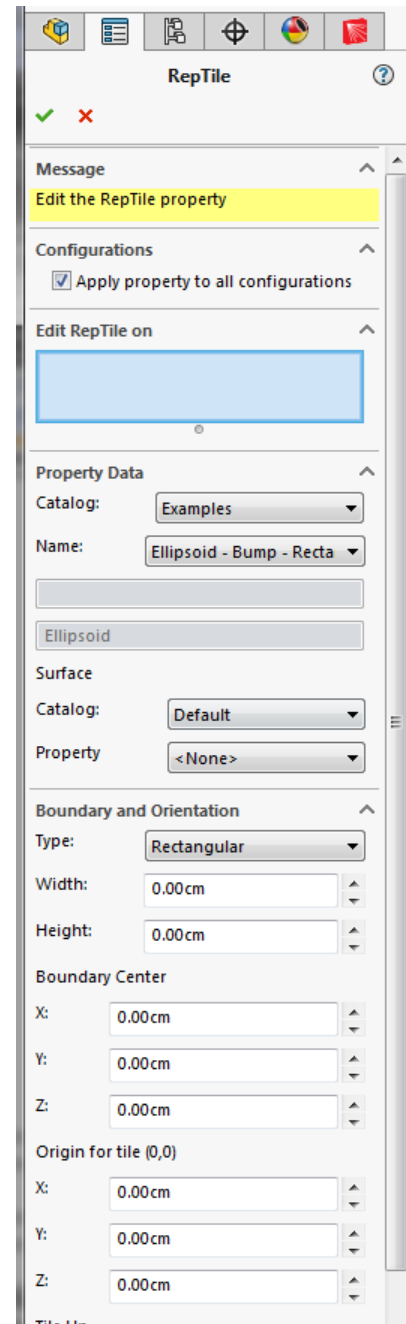 RepTile
Message
Edit the RepTile property
Configurations
Apply property to all configurations
Edit RepTile on
Property Data
Catalog: Examples
Name: Ellipsoid - Bump - Recta
Ellipsoid
Surface
Catalog: Default
Property <None>
Boundary and Orientation
Type: Rectangular
Width: 0.00cm
Height: 0.00cm
Boundary Center
X: 0.00cm
Y: 0.00cm
Z: 0.00cm
Origin for tile (0,0)
X: 0.00cm
Y: 0.00cm
Z: 0.00cm